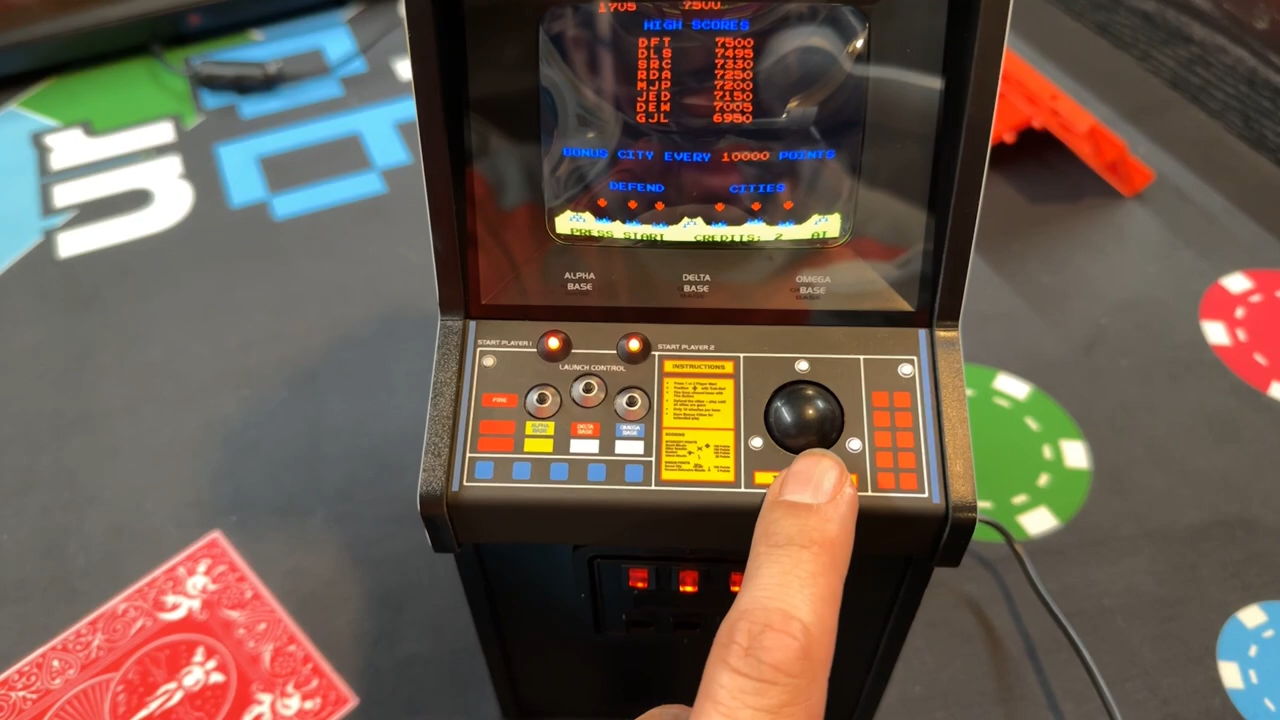 1705 7500
HIGH SCORES
DFT 7500
DLS 7495
SRC 7330
RDA 7250
MJP 7200
JED 7150
DEW 7005
GJL 6950
BONUS CITY EVERY 10000 POINTS
DEFEND CITIES
PRESS START CREDITS: 2 AT
ALPHA BASE
DELTA BASE
OMEGA BASE
START PLAYER 1
START PLAYER 2
LAUNCH CONTROL
FIRE
ALPHA BASE
DELTA BASE
OMEGA BASE
INSTRUCTIONS
ur